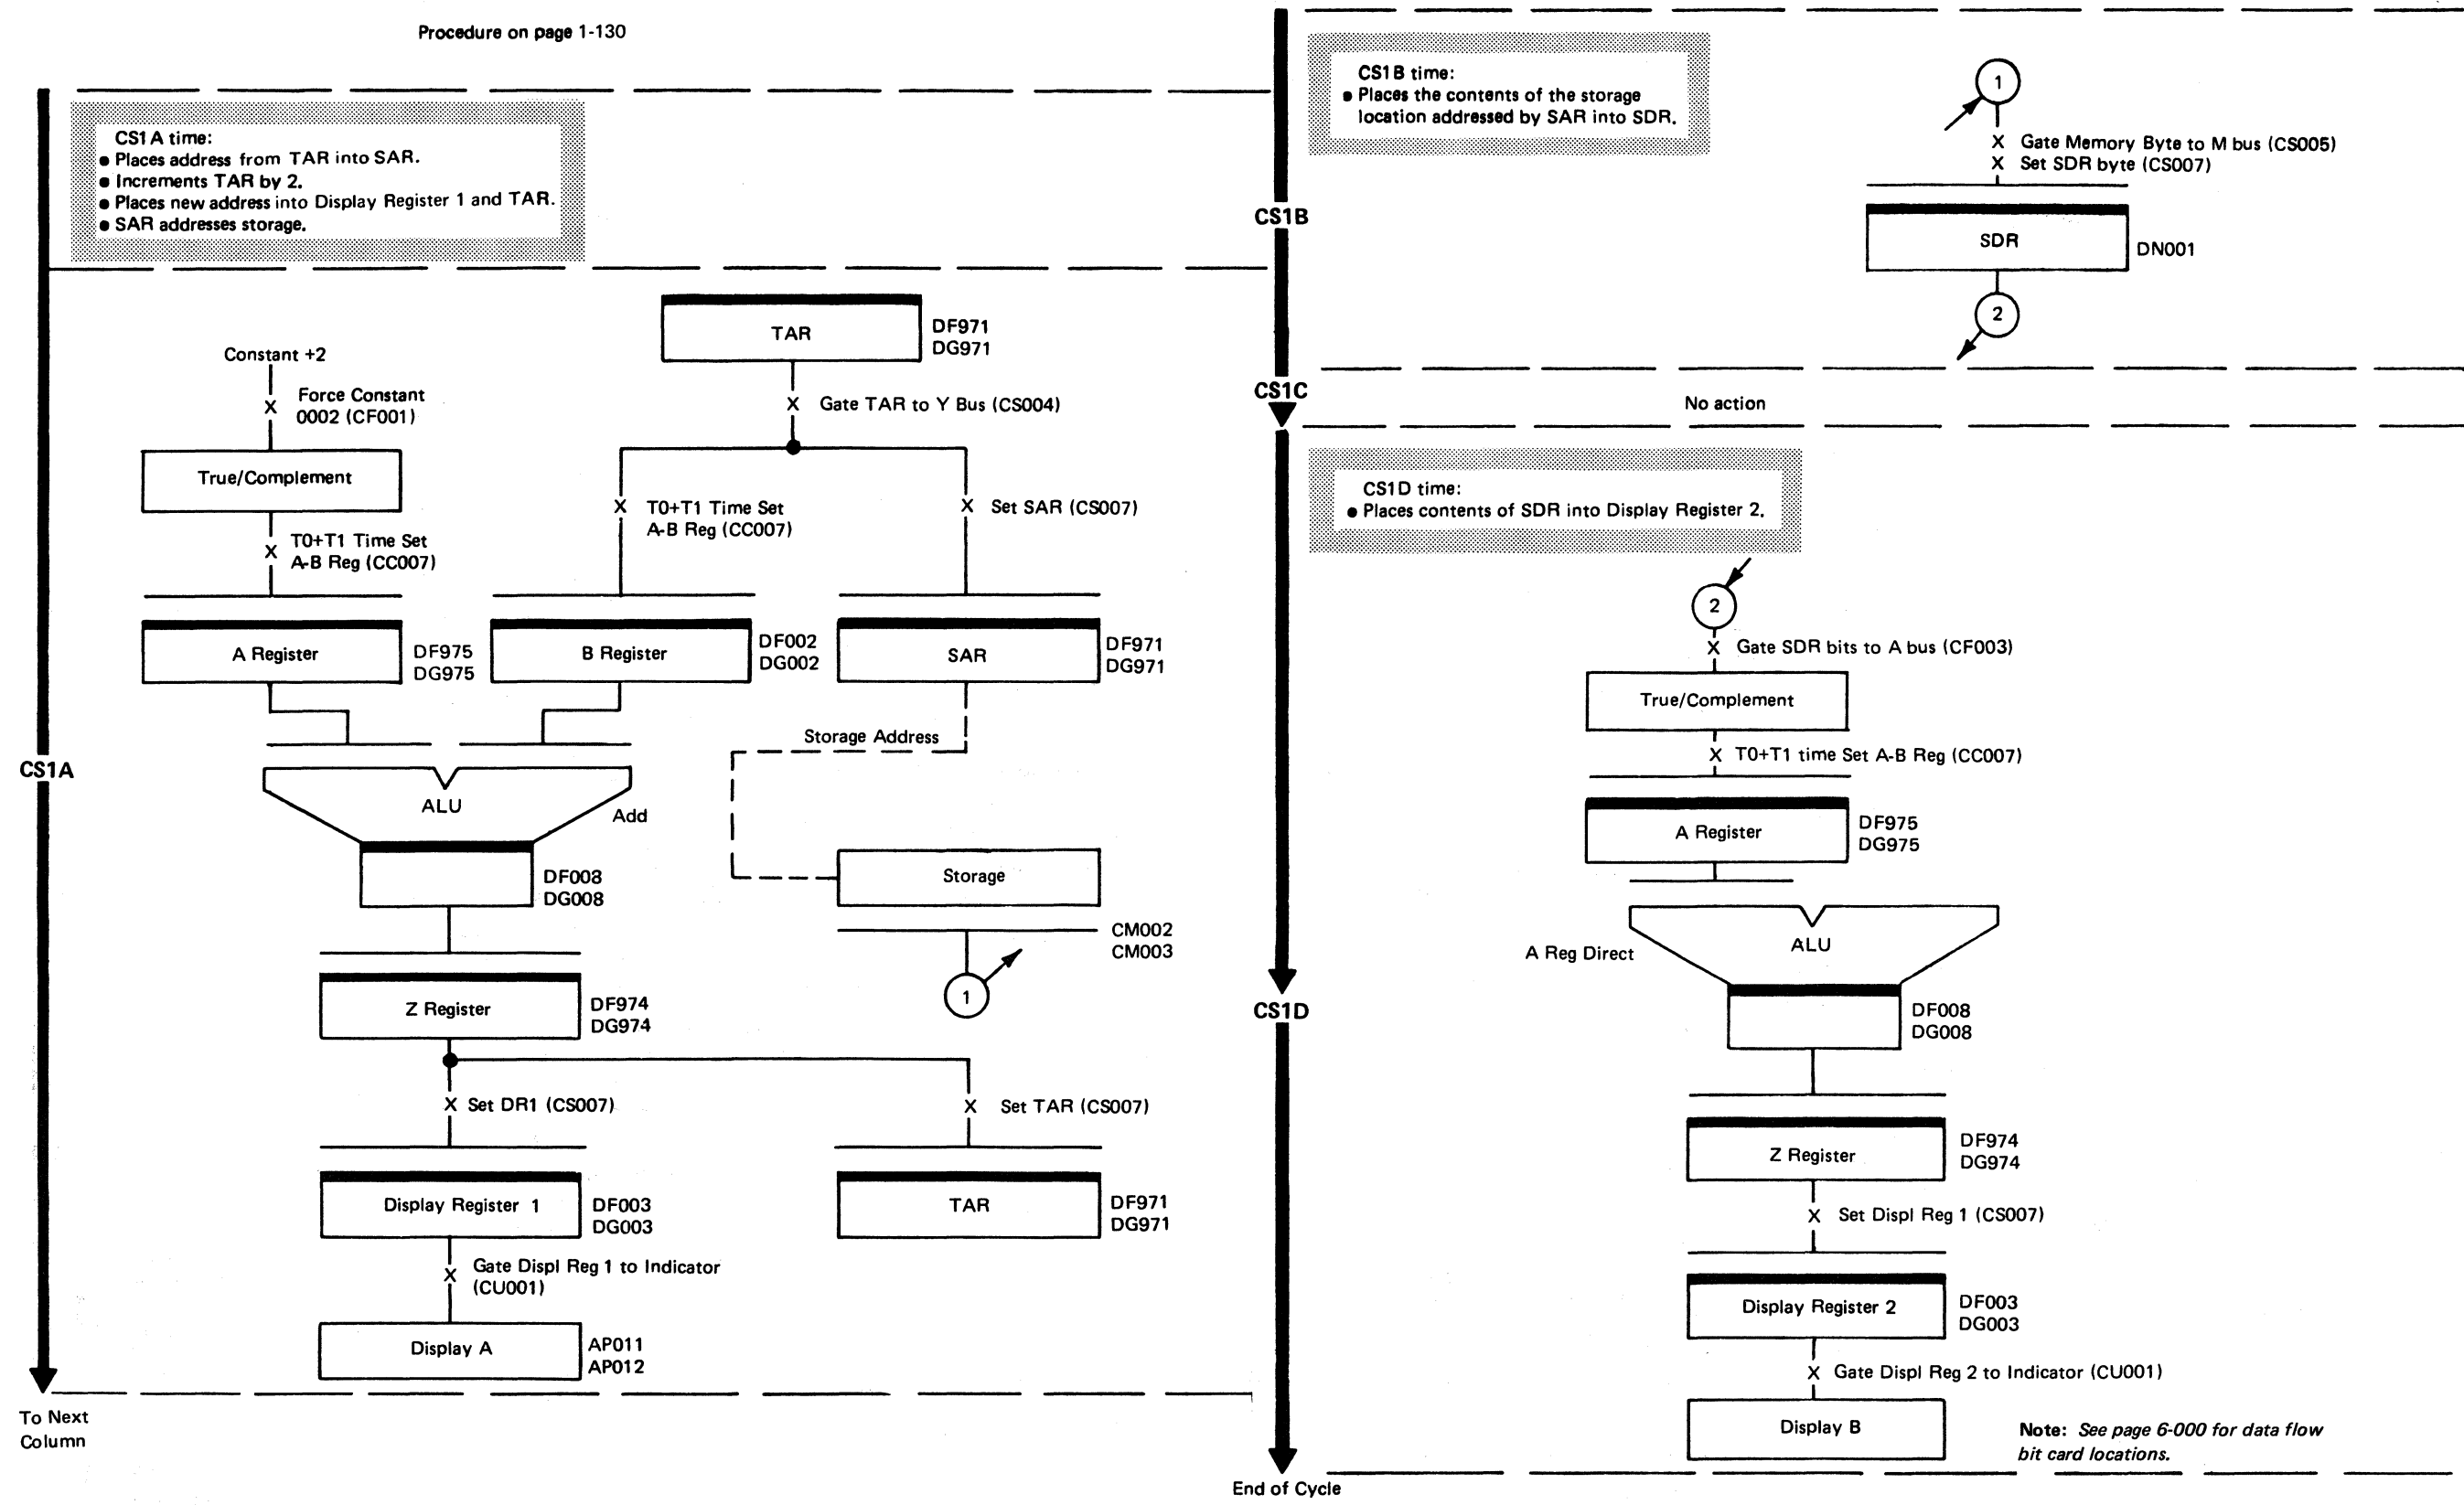 Procedure on page 1-130
CS1A time:
● Places address from TAR into SAR.
● Increments TAR by 2.
● Places new address into Display Register 1 and TAR.
● SAR addresses storage.
TAR
DF971
DG971
Constant +2
Force Constant
0002 (CF001)
Gate TAR to Y Bus (CS004)
True/Complement
T0+T1 Time Set
A-B Reg (CC007)
T0+T1 Time Set
A-B Reg (CC007)
Set SAR (CS007)
A Register
DF975
DG975
B Register
DF002
DG002
SAR
DF971
DG971
Storage Address
CS1A
ALU
Add
DF008
DG008
Storage
CM002
CM003
1
Z Register
DF974
DG974
Set DR1 (CS007)
Set TAR (CS007)
Display Register 1
DF003
DG003
TAR
DF971
DG971
Gate Displ Reg 1 to Indicator
(CU001)
Display A
AP011
AP012
To Next
Column
CS1B time:
● Places the contents of the storage
location addressed by SAR into SDR.
1
Gate Memory Byte to M bus (CS005)
Set SDR byte (CS007)
CS1B
SDR
DN001
2
CS1C
No action
CS1D time:
● Places contents of SDR into Display Register 2.
2
Gate SDR bits to A bus (CF003)
True/Complement
T0+T1 time Set A-B Reg (CC007)
A Register
DF975
DG975
A Reg Direct
ALU
CS1D
DF008
DG008
Z Register
DF974
DG974
Set Displ Reg 1 (CS007)
Display Register 2
DF003
DG003
Gate Displ Reg 2 to Indicator (CU001)
Display B
Note: See page 6-000 for data flow
bit card locations.
End of Cycle